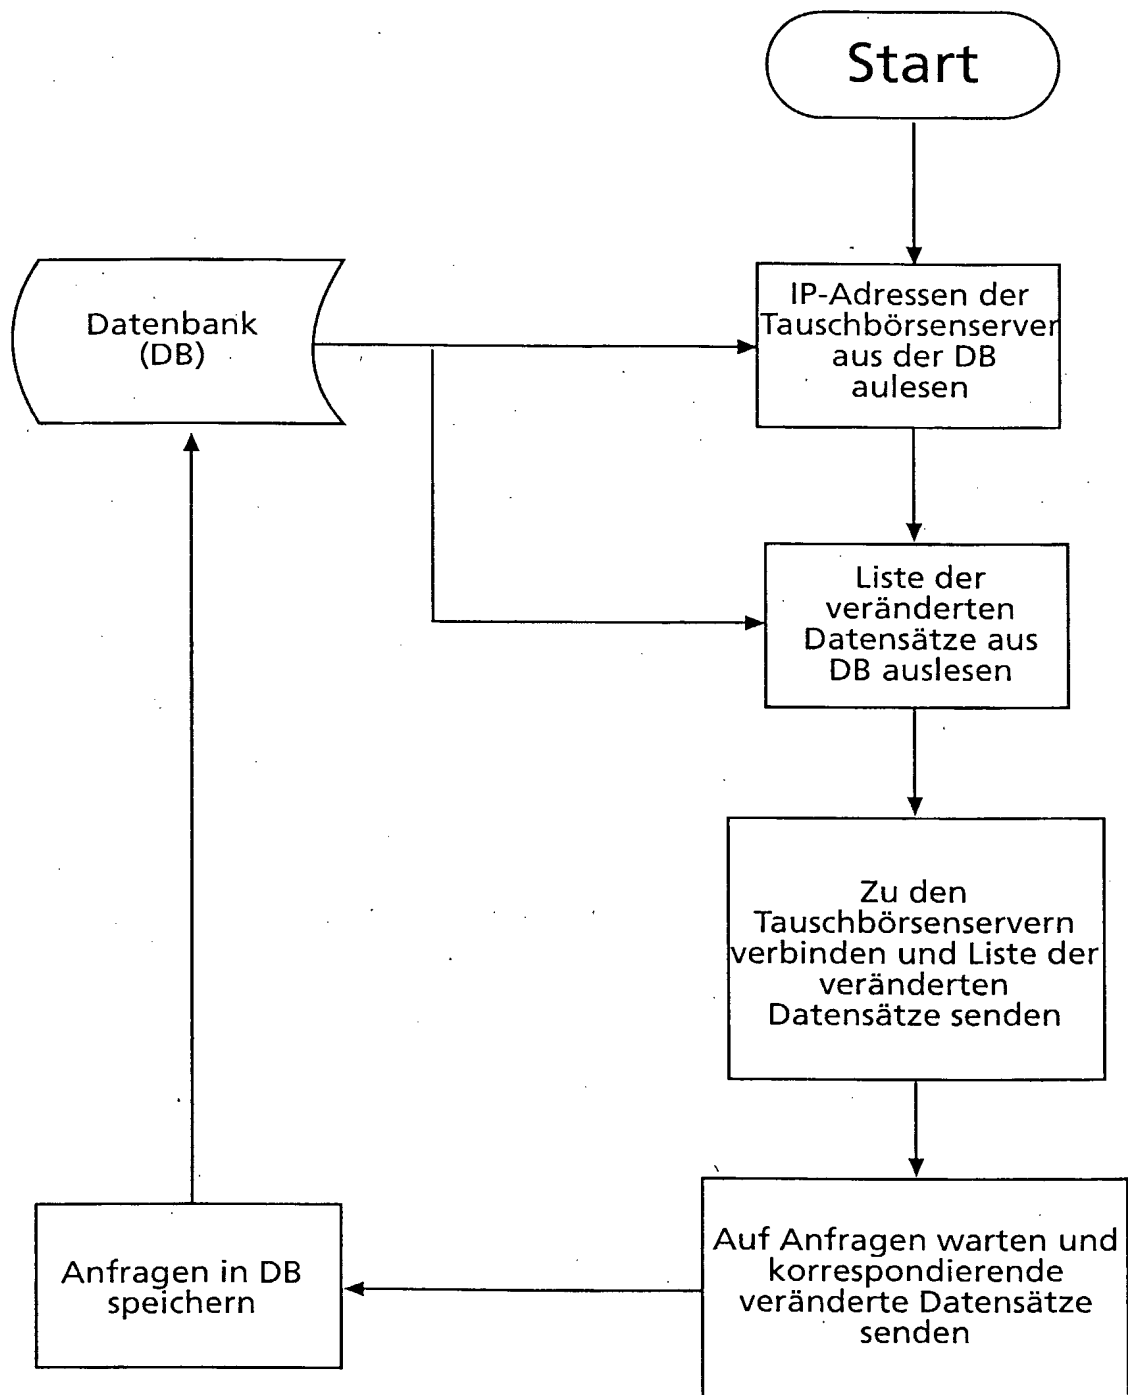 Start
Datenbank
(DB)
IP-Adressen der
Tauschbörsenserver
aus der DB
aulesen
Liste der
veränderten
Datensätze aus
DB auslesen
Zu den
Tauschbörsenservern
verbinden und Liste der
veränderten
Datensätze senden
Auf Anfragen warten und
korrespondierende
veränderte Datensätze
senden
Anfragen in DB
speichern